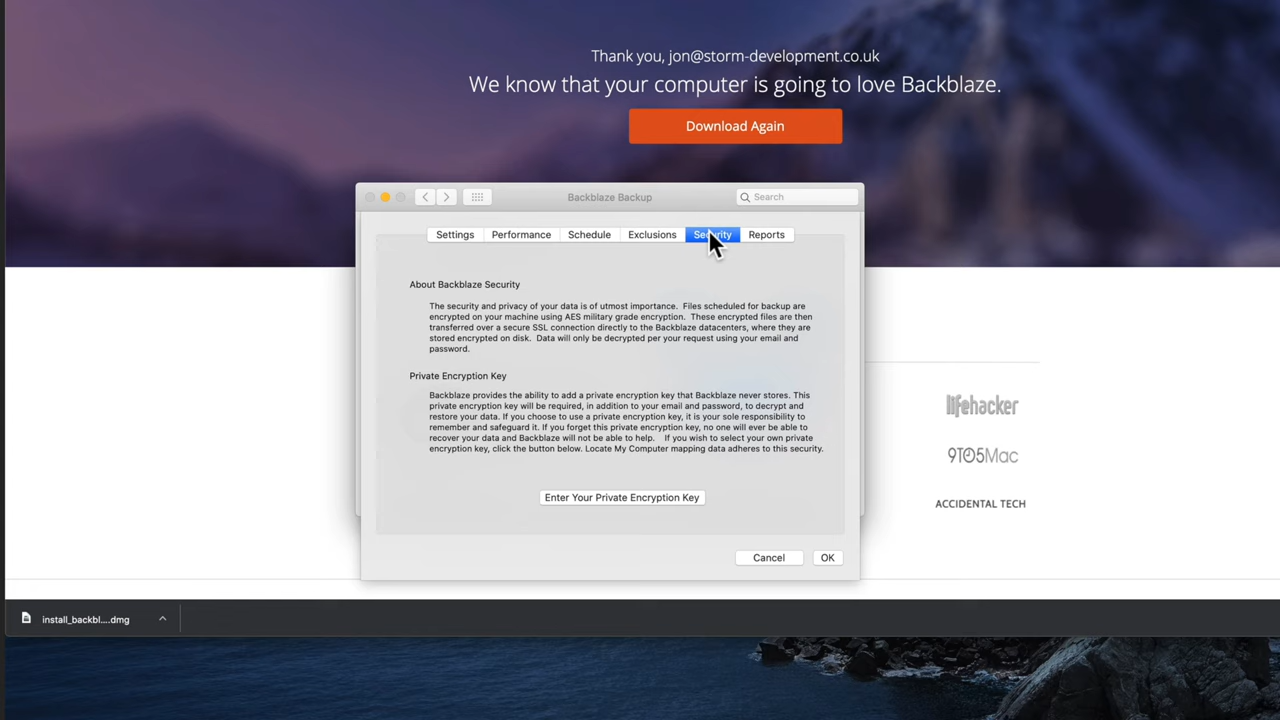 Thank you, jon@storm-development.co.uk
We know that your computer is going to love Backblaze.
Download Again
Backblaze Backup
Search
Settings
Performance
Schedule
Exclusions
Security
Reports
About Backblaze Security
The security and privacy of your data is of utmost importance.  Files scheduled for backup are
encrypted on your machine using AES military grade encryption.  These encrypted files are then
transferred over a secure SSL connection directly to the Backblaze datacenters, where they are
stored encrypted on disk.  Data will only be decrypted per your request using your email and
password.
Private Encryption Key
Backblaze provides the ability to add a private encryption key that Backblaze never stores. This
private encryption key will be required, in addition to your email and password, to decrypt and
restore your data. If you choose to use a private encryption key, it is your sole responsibility to
remember and safeguard it. If you forget this private encryption key, no one will ever be able to
recover your data and Backblaze will not be able to help.    If you wish to select your own private
encryption key, click the button below. Locate My Computer mapping data adheres to this security.
Enter Your Private Encryption Key
Cancel
OK
lifehacker
9TO5Mac
ACCIDENTAL TECH
install_backbl....dmg